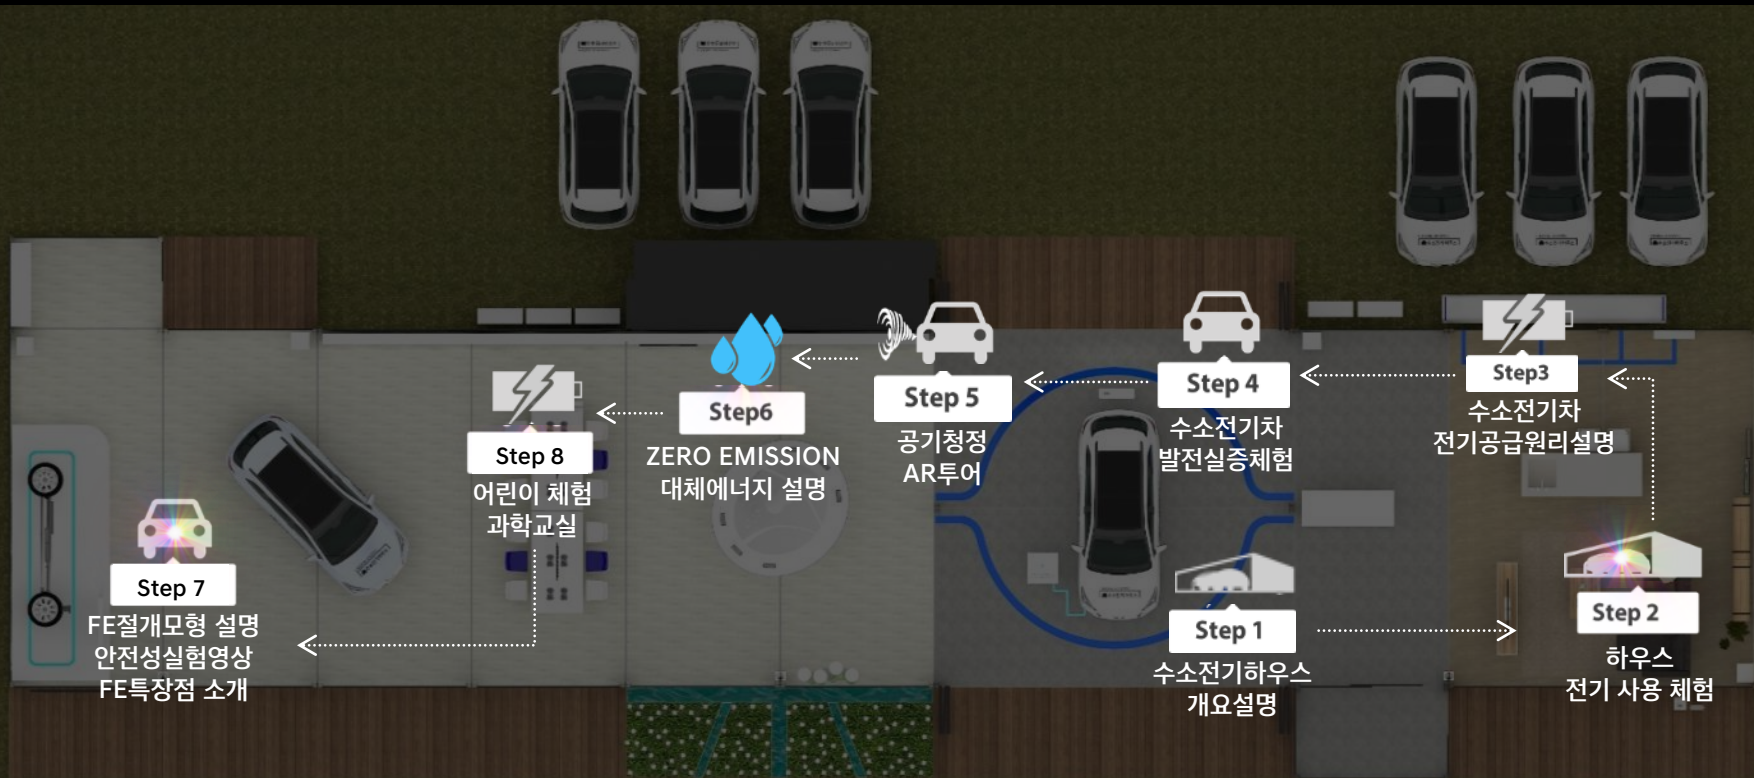 Step 1
수소전기하우스
개요설명
Step 2
하우스
전기 사용 체험
Step3
수소전기차
전기공급원리설명
Step 4
수소전기차
발전실증체험
Step 5
공기청정
AR투어
Step6
ZERO EMISSION
대체에너지 설명
Step 8
어린이 체험
과학교실
Step 7
FE절개모형 설명
안전성실험영상
FE특장점 소개